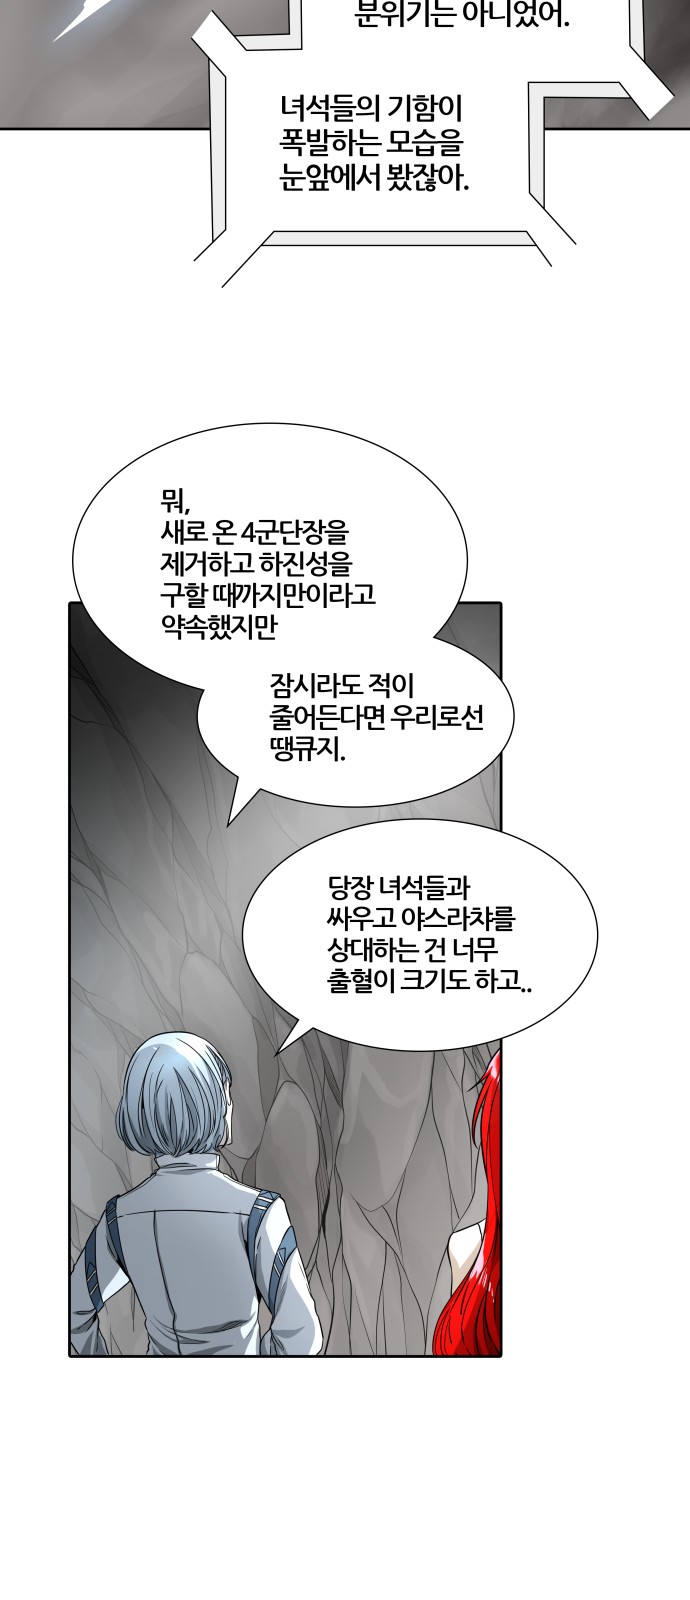 분위기는 아니었어.
녀석들의 기함이
폭발하는 모습을
눈앞에서 봤잖아.
뭐,
새로 온 4군단장을
제거하고 하진성을
구할 때까지만이라고
약속했지만
잠시라도 적이
줄어든다면 우리로선
땡큐지.
당장 녀석들과
싸우고 야스라챠를
상대하는 건 너무
출혈이 크기도 하고..